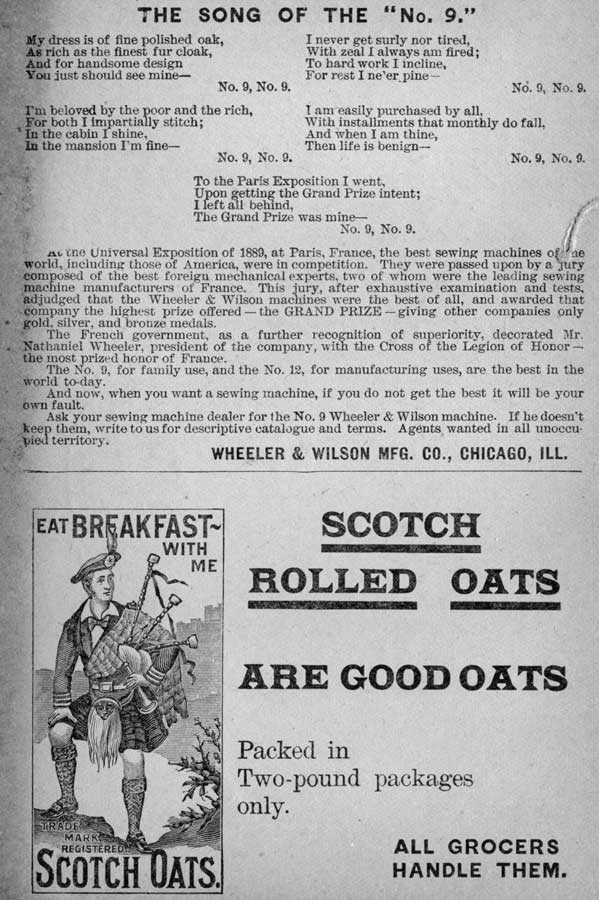 THE SONG OF THE "No. 9."
My dress is of fine polished oak,
As rich as the finest fur cloak,
And for handsome design
You just should see mine—
No. 9, No. 9.
I'm beloved by the poor and the rich,
For both I impartially stitch;
In the cabin I shine,
In the mansion I'm fine—
No. 9, No. 9.
I never get surly nor tired,
With zeal I always am fired;
To hard work I incline,
For rest I ne'er pine—
No. 9, No. 9.
I am easily purchased by all,
With installments that monthly do fall,
And when I am thine,
Then life is benign—
No. 9, No. 9.
To the Paris Exposition I went,
Upon getting the Grand Prize intent;
I left all behind,
The Grand Prize was mine—
No. 9, No. 9.
At the Universal Exposition of 1889, at Paris, France, the best sewing machines of the
world, including those of America, were in competition. They were passed upon by a jury
composed of the best foreign mechanical experts, two of whom were the leading sewing
machine manufacturers of France. This jury, after exhaustive examination and tests,
adjudged that the Wheeler & Wilson machines were the best of all, and awarded that
company the highest prize offered—the GRAND PRIZE—giving other companies only
gold, silver, and bronze medals.
The French government, as a further recognition of superiority, decorated Mr.
Nathaniel Wheeler, president of the company, with the Cross of the Legion of Honor—
the most prized honor of France.
The No. 9, for family use, and the No. 12, for manufacturing uses, are the best in the
world to-day.
And now, when you want a sewing machine, if you do not get the best it will be your
own fault.
Ask your sewing machine dealer for the No. 9 Wheeler & Wilson machine. If he doesn't
keep them, write to us for descriptive catalogue and terms. Agents wanted in all unoccu-
pied territory.
WHEELER & WILSON MFG. CO., CHICAGO, ILL.
EAT BREAKFAST~
WITH
ME
TRADE
MARK
REGISTERED.
SCOTCH OATS.
SCOTCH
ROLLED OATS
ARE GOOD OATS
Packed in
Two-pound packages
only.
ALL GROCERS
HANDLE THEM.